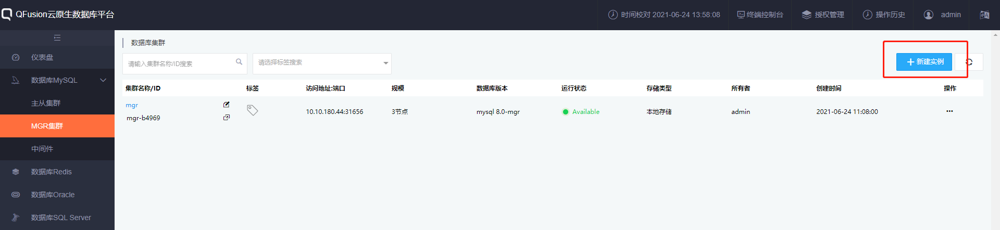 QFusion云原生数据库平台
时间校对 2021-06-24 13:58:08
终端控制台
授权管理
操作历史
admin
仪表盘
数据库MySQL
主从集群
MGR集群
中间件
数据库Redis
数据库Oracle
数据库SQL Server
数据库集群
请输入集群名称/ID搜索
请选择标签搜索
新建实例
集群名称/ID 标签 访问地址:端口 规模 数据库版本 运行状态 存储类型 所有者 创建时间 操作
mgr
mgr-b4969
10.10.180.44:31656 3节点 mysql 8.0-mgr Available 本地存储 admin 2021-06-24 11:08:00 •••